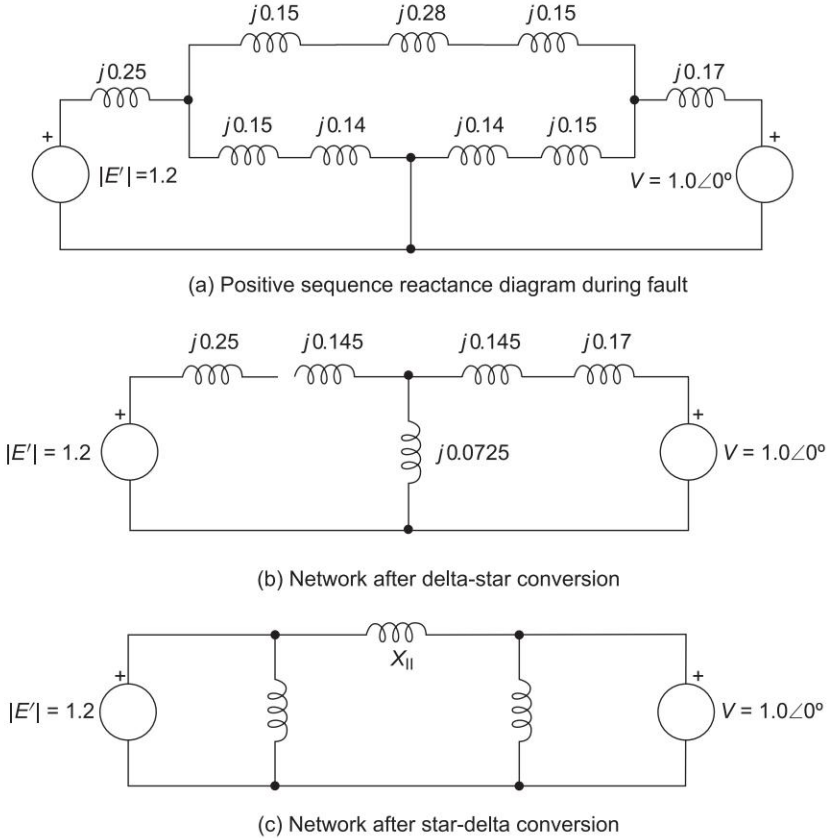 j0.15 j0.28 j0.15
j0.25 j0.17
j0.15 j0.14 j0.14 j0.15
+ +
|E′|=1.2 V = 1.0∠0º
(a) Positive sequence reactance diagram during fault
j0.25 j0.145 j0.145 j0.17
+ +
|E′| = 1.2 j0.0725 V = 1.0∠0º
(b) Network after delta-star conversion
X_II
+ +
|E′| = 1.2 V = 1.0∠0º
(c) Network after star-delta conversion